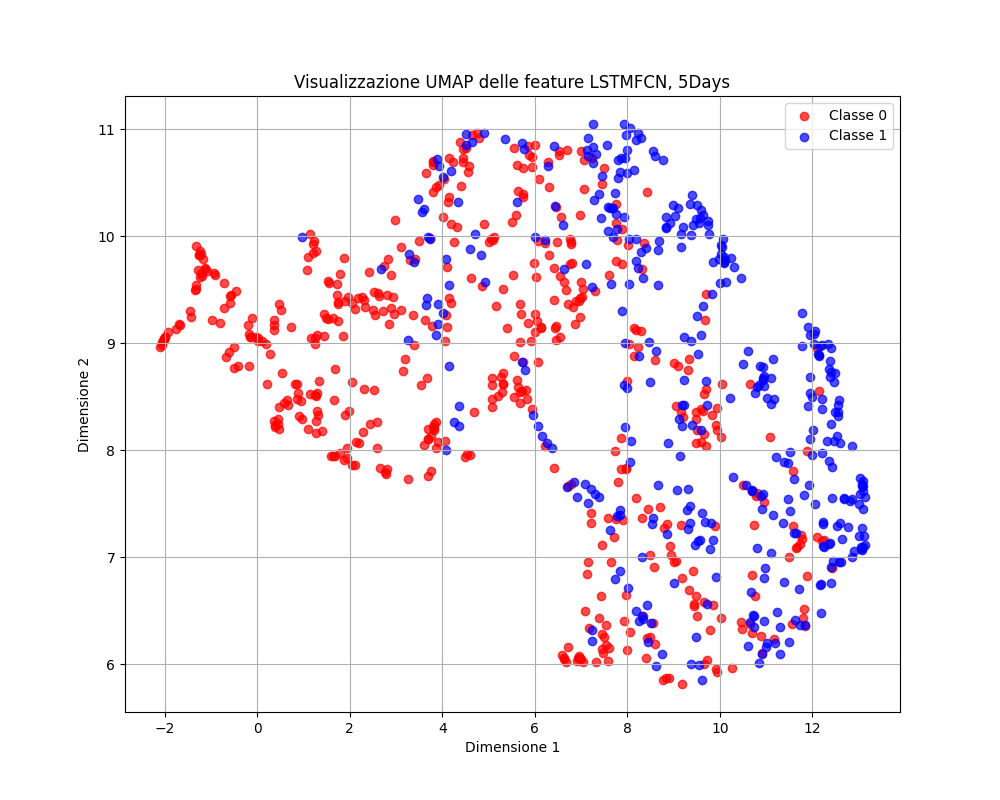 Visualizzazione UMAP delle feature LSTMFCN, 5Days
Classe 0
Classe 1
Dimensione 2
11
10
9
8
7
6
−2
0
2
4
6
8
10
12
Dimensione 1